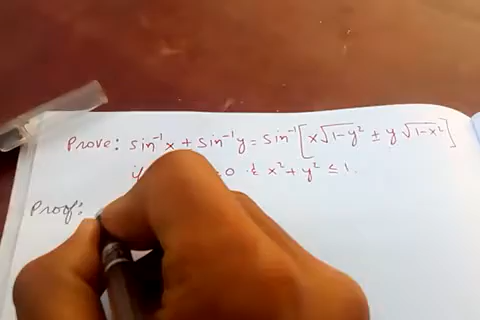 Prove: sin⁻¹x + sin⁻¹y = sin⁻¹[x√1-y² ± y√1-x²]
=0 & x² + y² ≤ 1.
Proof: